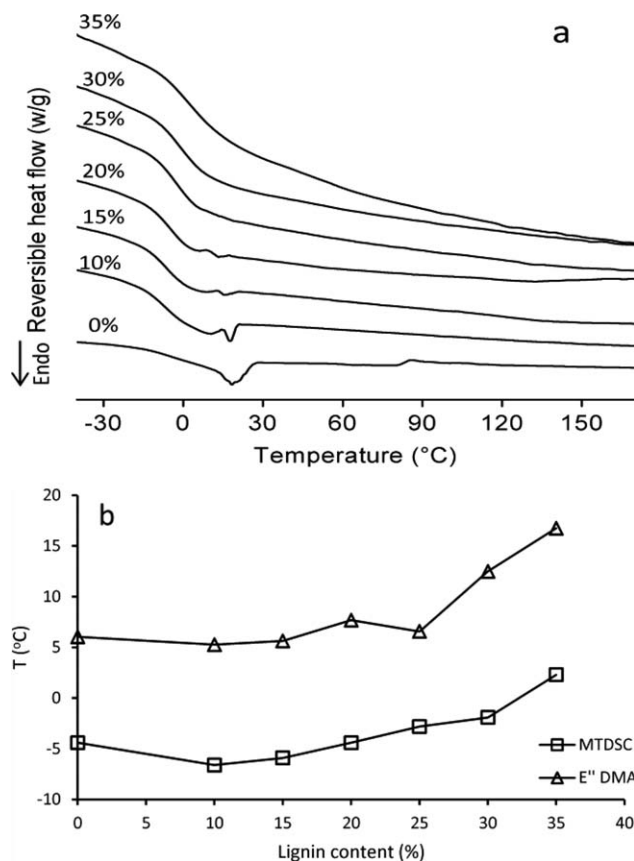 a
35%
30%
25%
20%
15%
10%
0%
Endo Reversible heat flow (w/g)
-30 0 30 60 90 120 150
Temperature (°C)
b
20
15
10
5
0
-5
-10
T (°C)
MTDSC
E" DMA
0 5 10 15 20 25 30 35 40
Lignin content (%)